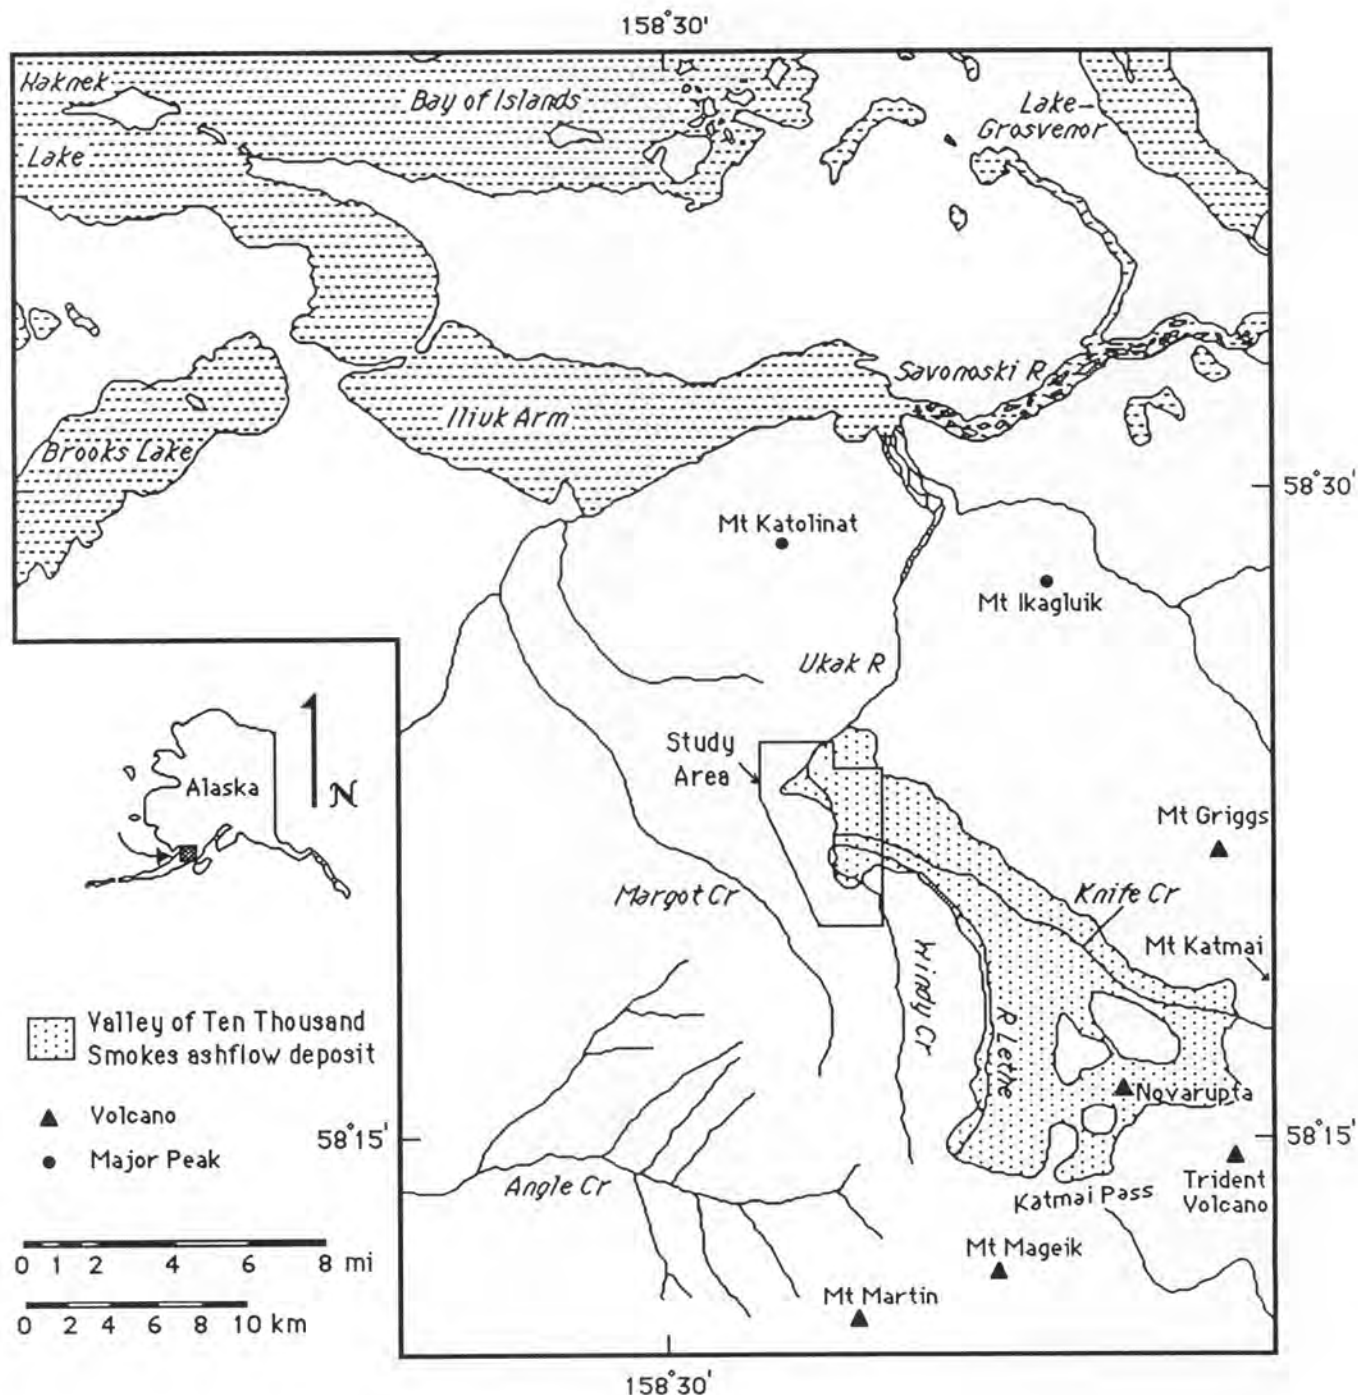 158°30'
Naknek
Lake
Bay of Islands
Lake
Grosvenor
Savonoski R
Iliuk Arm
Brooks Lake
58°30'
Mt Katolinat
Mt Ikagluik
Ukak R
Study
Area
Alaska
N
Mt Griggs
Margot Cr
Knife Cr
Mt Katmai
Windy Cr
R Lethe
Valley of Ten Thousand
Smokes ashflow deposit
Novarupta
Volcano
58°15'
58°15'
Major Peak
Angle Cr
Katmai Pass
Trident
Volcano
0 1 2 4 6 8 mi
Mt Mageik
Mt Martin
0 2 4 6 8 10 km
158°30'